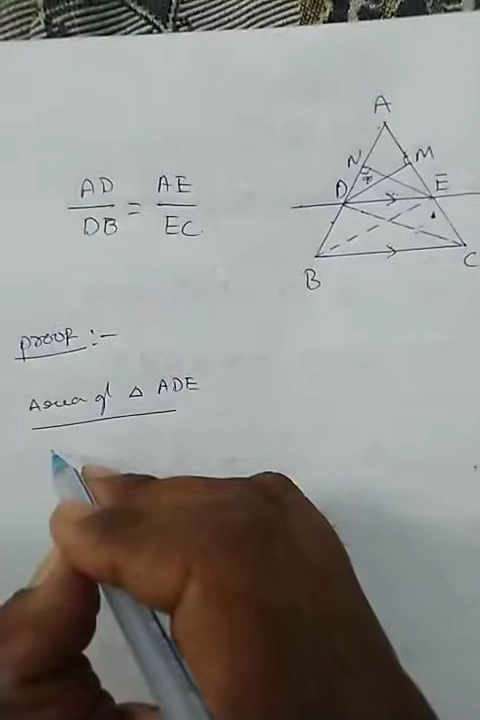 A
N M
D E
B C
AD/DB = AE/EC.
proof :-
Area of △ ADE